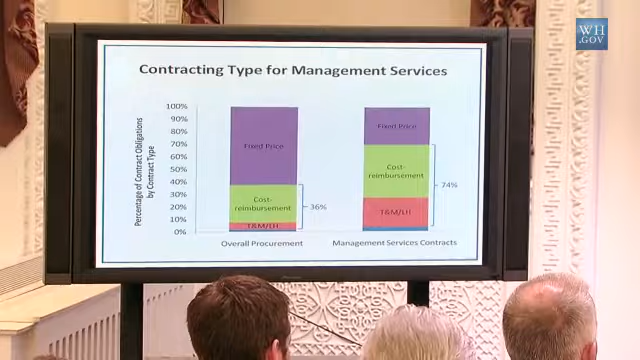 WH
.GOV
Contracting Type for Management Services
Percentage of Contract Obligations
by Contract Type
100%
90%
80%
70%
60%
50%
40%
30%
20%
10%
0%
Fixed Price
Cost-
reimbursement
T&M/LH
36%
Overall Procurement
Fixed Price
Cost-
reimbursement
T&M/LH
74%
Management Services Contracts